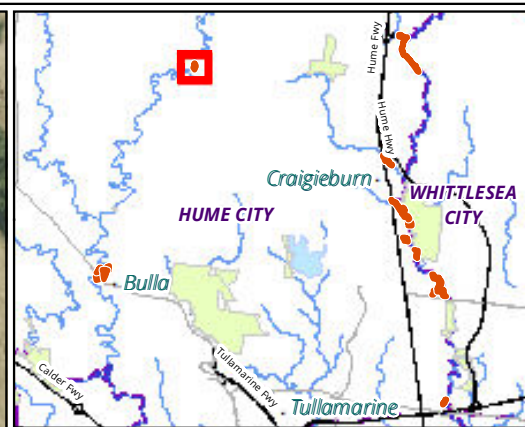 Hume Fwy
Hume Hwy
Craigieburn
WHITTLESEA
CITY
HUME CITY
Bulla
Tullamarine Fwy
Calder Fwy
Tullamarine